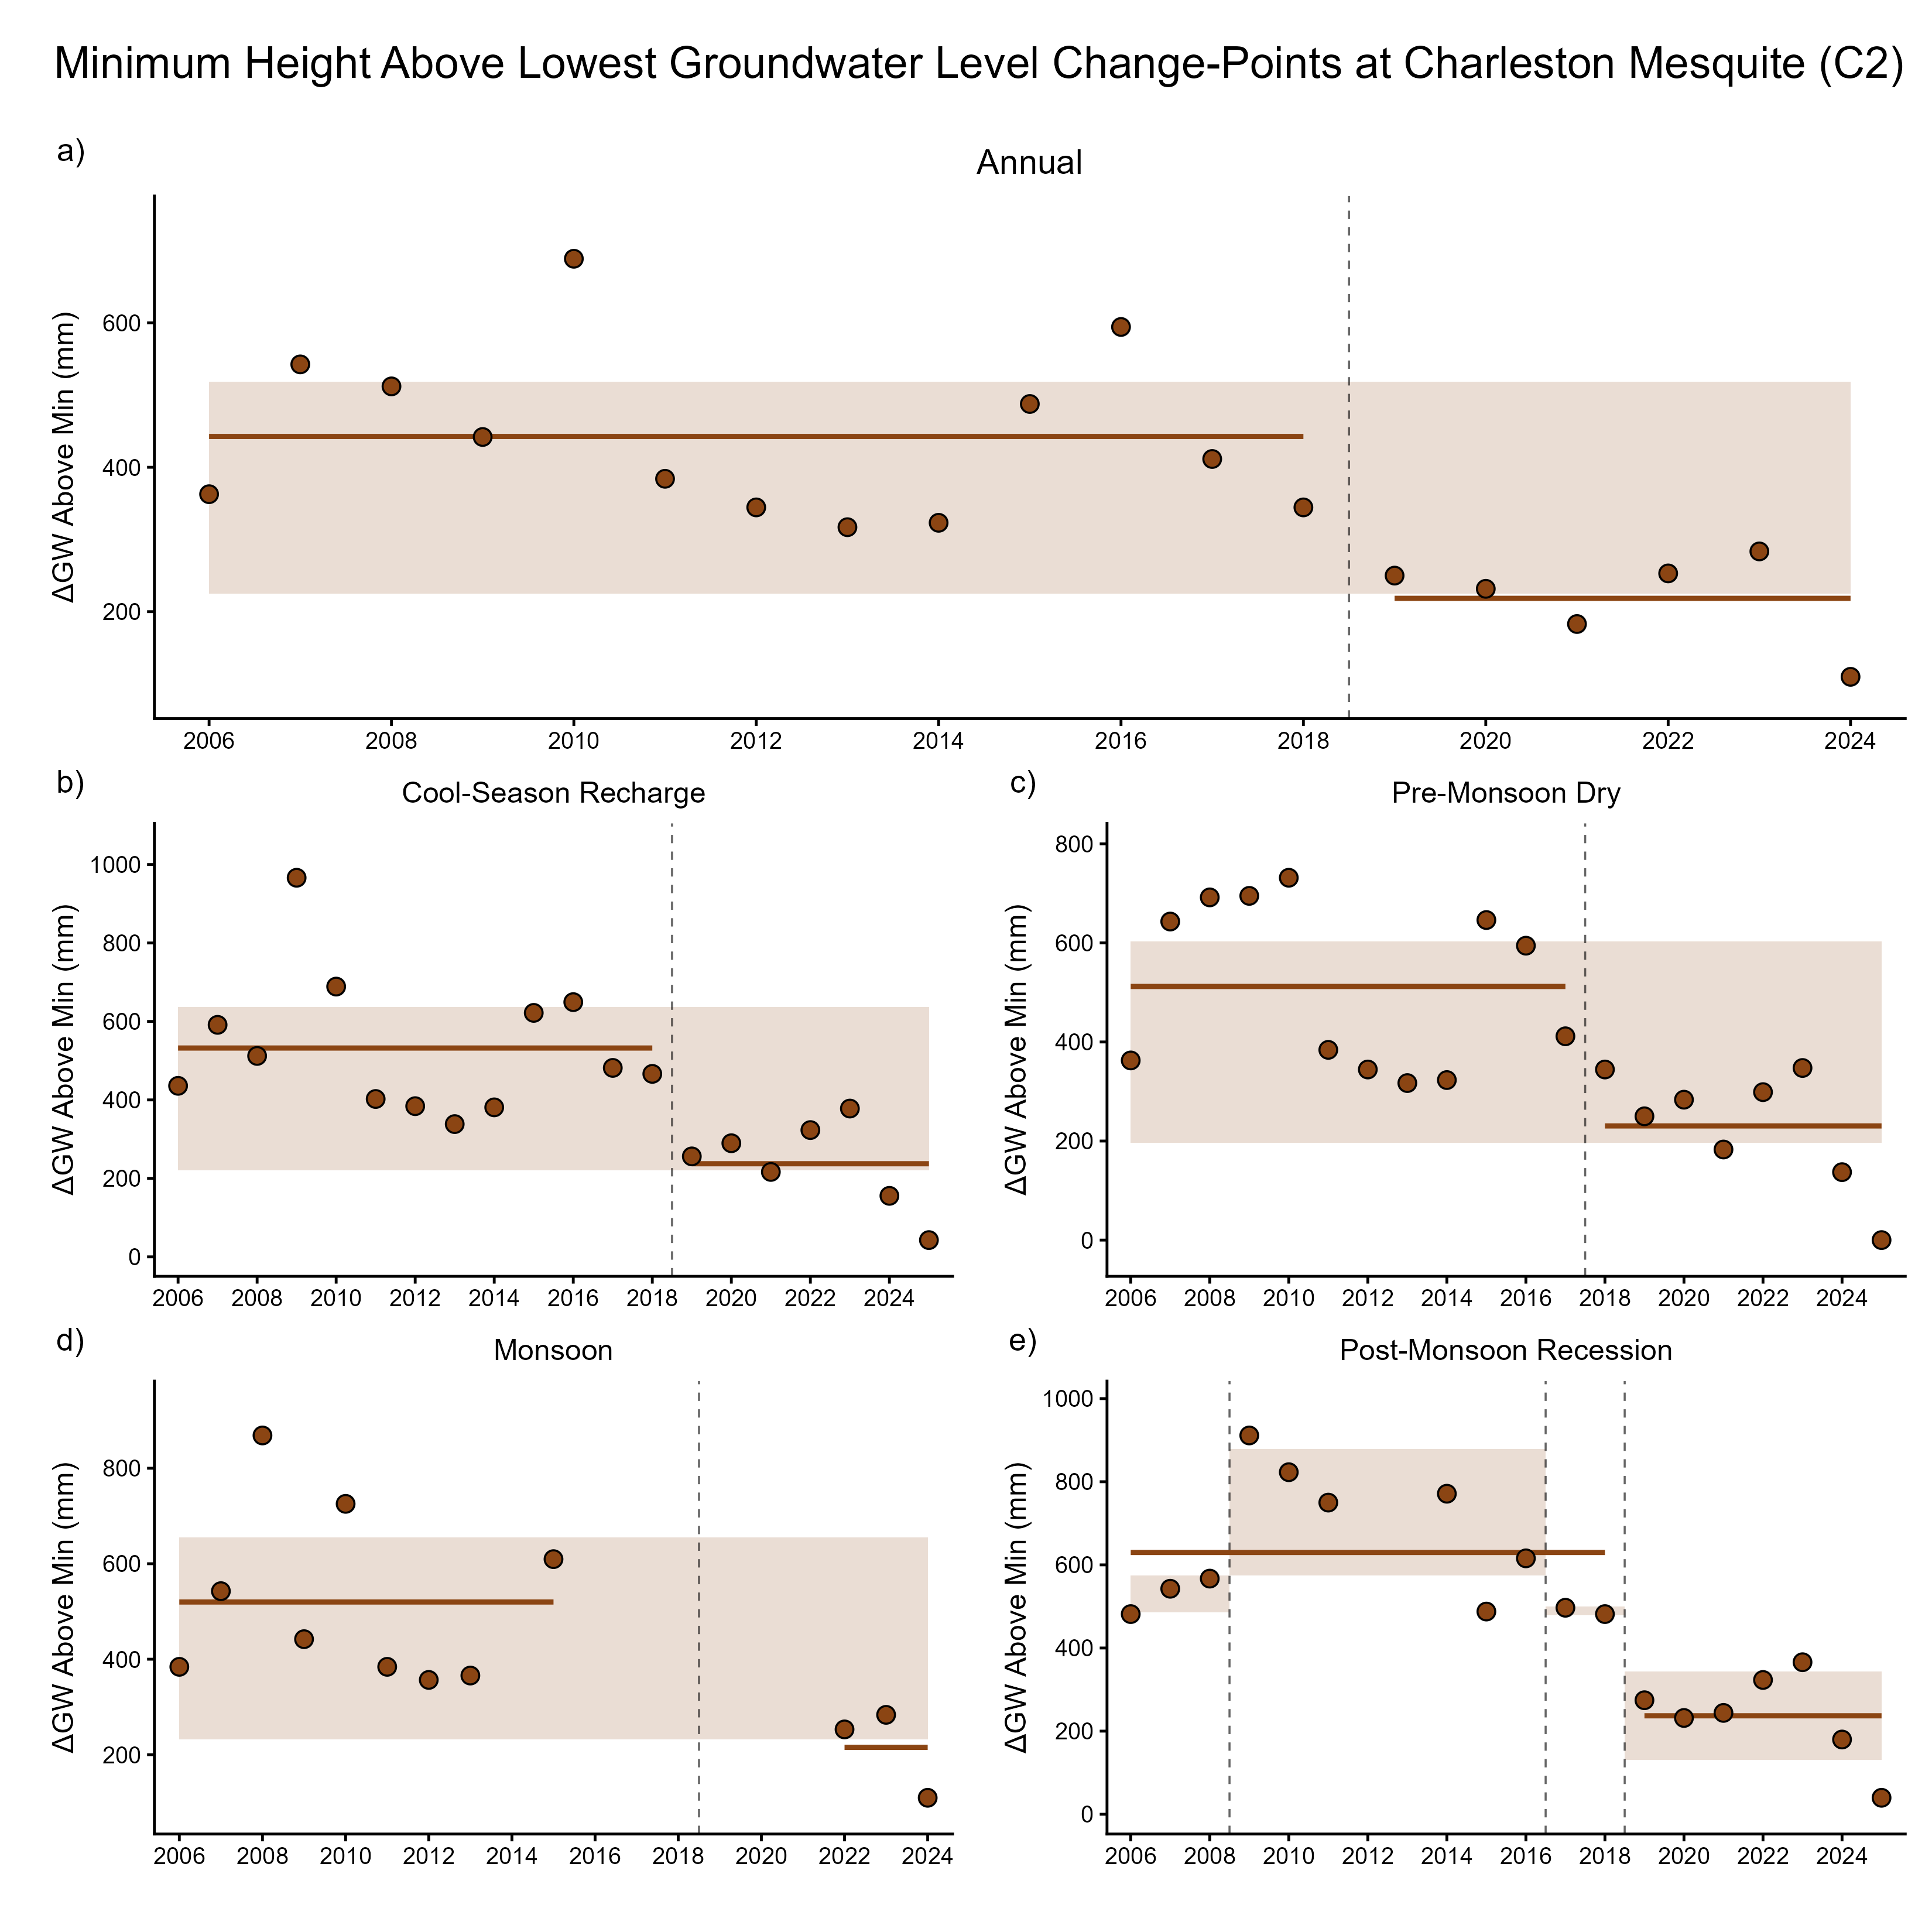 Minimum Height Above Lowest Groundwater Level Change-Points at Charleston Mesquite (C2)
a)
Annual
ΔGW Above Min (mm)
600
400
200
2006 2008 2010 2012 2014 2016 2018 2020 2022 2024
b)
Cool-Season Recharge
ΔGW Above Min (mm)
1000
800
600
400
200
0
2006 2008 2010 2012 2014 2016 2018 2020 2022 2024
c)
Pre-Monsoon Dry
ΔGW Above Min (mm)
800
600
400
200
0
2006 2008 2010 2012 2014 2016 2018 2020 2022 2024
d)
Monsoon
ΔGW Above Min (mm)
800
600
400
200
2006 2008 2010 2012 2014 2016 2018 2020 2022 2024
e)
Post-Monsoon Recession
ΔGW Above Min (mm)
1000
800
600
400
200
0
2006 2008 2010 2012 2014 2016 2018 2020 2022 2024